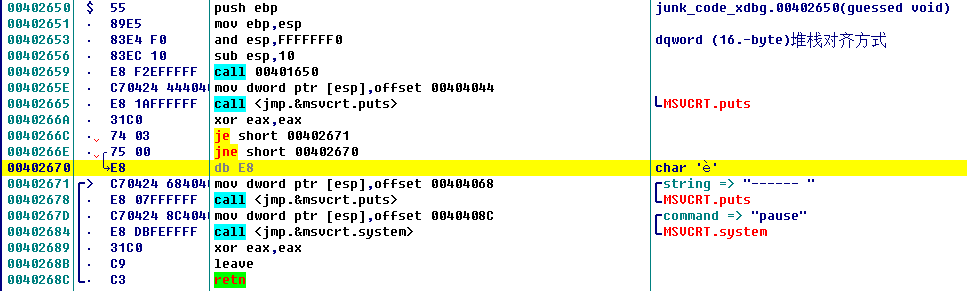 00402650 $ 55 push ebp junk_code_xdbg.00402650(guessed void)
00402651 · 89E5 mov ebp,esp
00402653 · 83E4 F0 and esp,FFFFFFF0 dqword (16.-byte)堆栈对齐方式
00402656 · 83EC 10 sub esp,10
00402659 · E8 F2EFFFFF call 00401650
0040265E · C70424 444040 mov dword ptr [esp],offset 00404044
00402665 · E8 1AFFFFFF call <jmp.&msvcrt.puts> MSVCRT.puts
0040266A · 31C0 xor eax,eax
0040266C · 74 03 je short 00402671
0040266E · 75 00 jne short 00402670
00402670 E8 db E8 char 'è'
00402671 > · C70424 684040 mov dword ptr [esp],offset 00404068 string => "------ "
00402678 · E8 07FFFFFF call <jmp.&msvcrt.puts> MSVCRT.puts
0040267D · C70424 8C4040 mov dword ptr [esp],offset 0040408C command => "pause"
00402684 · E8 DBFEFFFF call <jmp.&msvcrt.system> MSVCRT.system
00402689 · 31C0 xor eax,eax
0040268B · C9 leave
0040268C · C3 retn